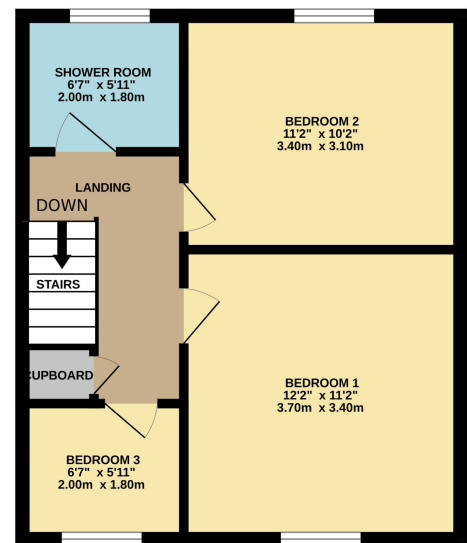 SHOWER ROOM
6'7" x 5'11"
2.00m x 1.80m
BEDROOM 2
11'2" x 10'2"
3.40m x 3.10m
LANDING
DOWN
STAIRS
CUPBOARD
BEDROOM 1
12'2" x 11'2"
3.70m x 3.40m
BEDROOM 3
6'7" x 5'11"
2.00m x 1.80m